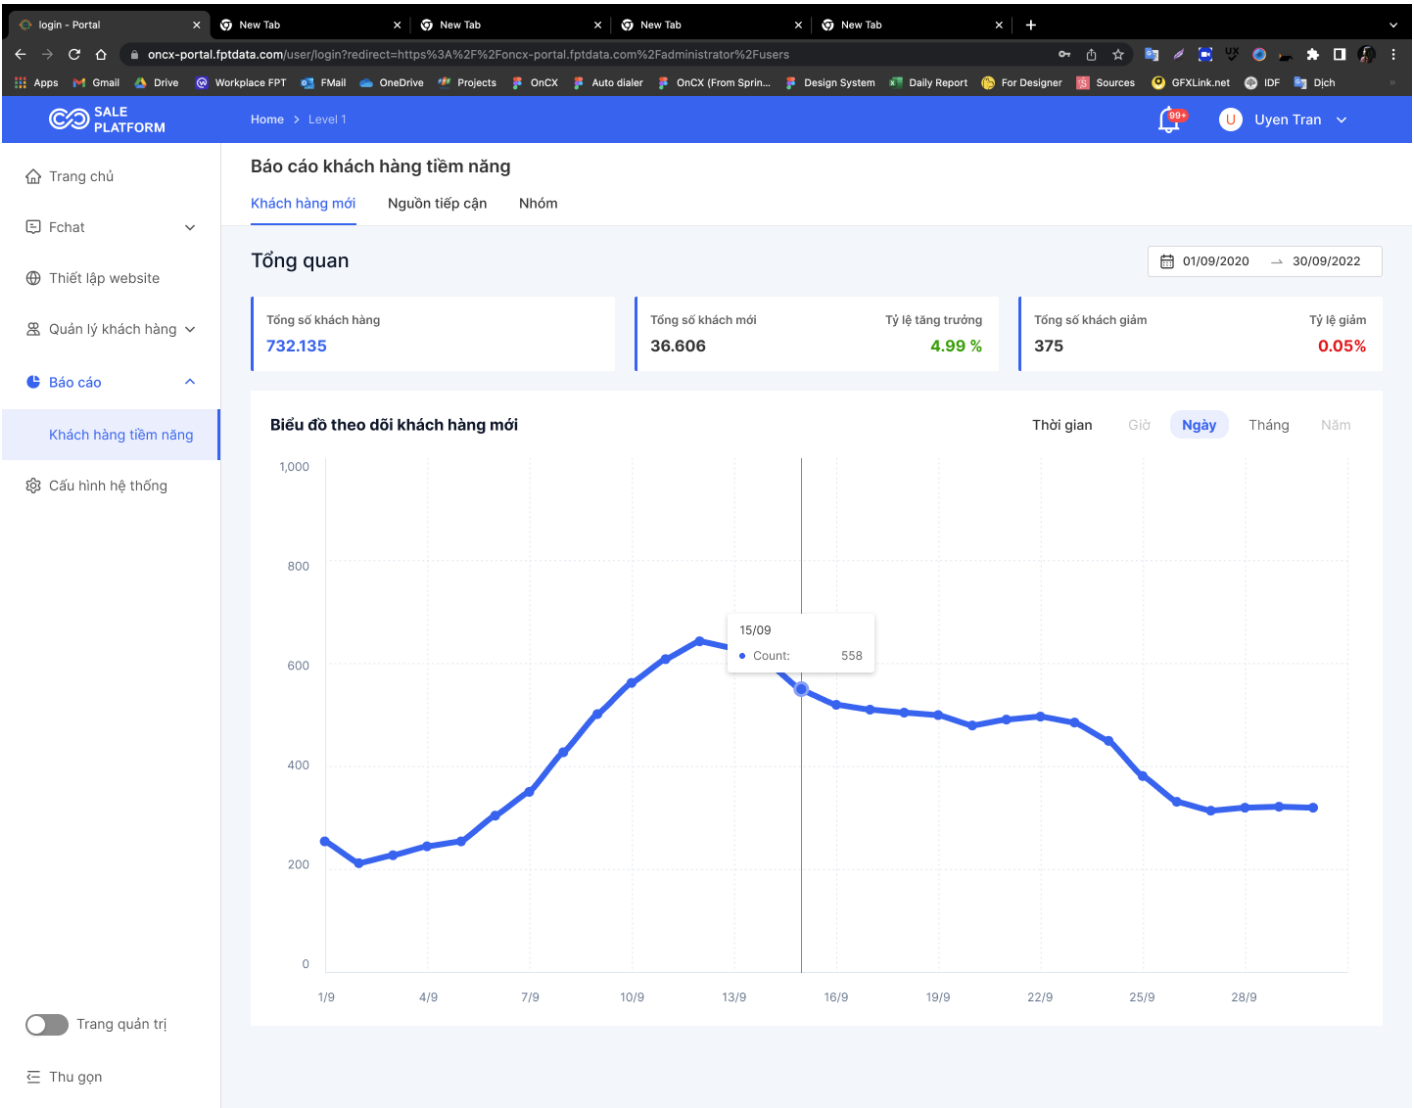 login - Portal
New Tab
New Tab
New Tab
New Tab
oncx-portal.fptdata.com/user/login?redirect=https%3A%2F%2Foncx-portal.fptdata.com%2Fadministrator%2Fusers
Apps Gmail Drive Workplace FPT FMail OneDrive Projects OnCX Auto dialer OnCX (From Sprin... Design System Daily Report For Designer Sources GFXLink.net IDF Dịch
SALE PLATFORM
Home > Level 1
99+
U Uyen Tran
Trang chủ
Fchat
Thiết lập website
Quản lý khách hàng
Báo cáo
Khách hàng tiềm năng
Cấu hình hệ thống
Trang quản trị
Thu gọn
Báo cáo khách hàng tiềm năng
Khách hàng mới Nguồn tiếp cận Nhóm
Tổng quan
01/09/2020 → 30/09/2022
Tổng số khách hàng
732.135
Tổng số khách mới Tỷ lệ tăng trưởng
36.606 4.99 %
Tổng số khách giảm Tỷ lệ giảm
375 0.05%
Biểu đồ theo dõi khách hàng mới
Thời gian Giờ Ngày Tháng Năm
1,000
800
600
400
200
0
15/09
Count: 558
1/9 4/9 7/9 10/9 13/9 16/9 19/9 22/9 25/9 28/9